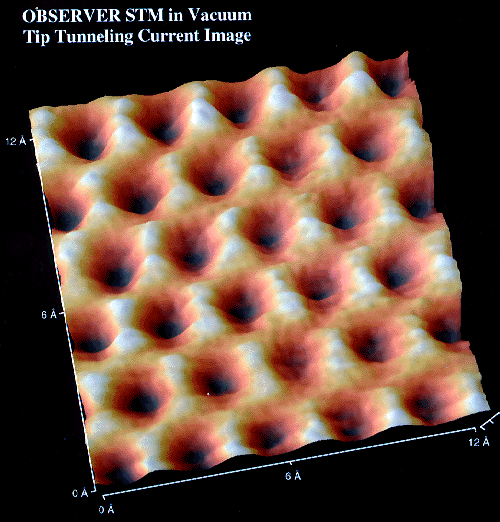 OBSERVER STM in Vacuum
Tip Tunneling Current Image
12 Å
6 Å
0 Å
0 Å
6 Å
12 Å